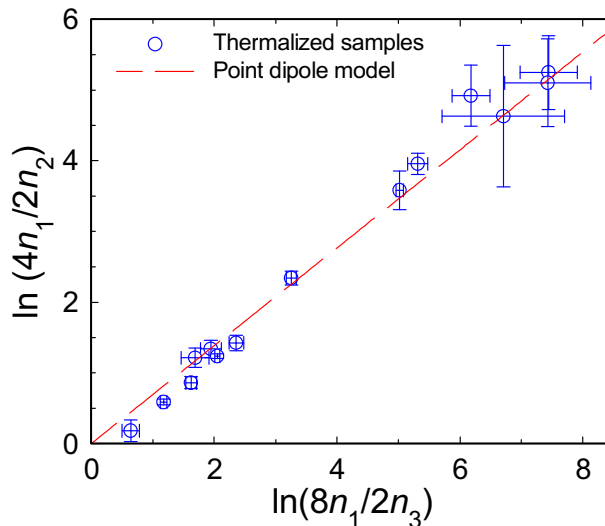 6
Thermalized samples
Point dipole model
4
2
0
ln (4n₁/2n₂)
0 2 4 6 8
ln(8n₁/2n₃)